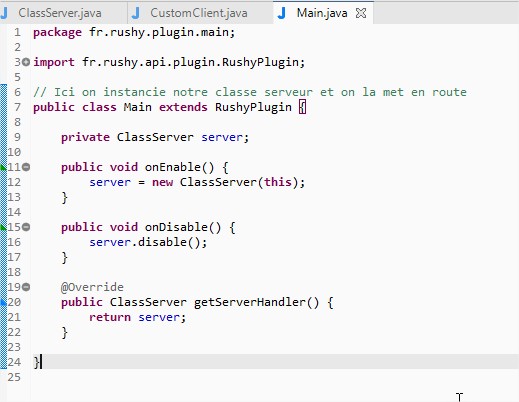 ClassServer.java CustomClient.java Main.java
1 package fr.rushy.plugin.main;
2
3 import fr.rushy.api.plugin.RushyPlugin;
5
6 // Ici on instancie notre classe serveur et on la met en route
7 public class Main extends RushyPlugin {
8
9     private ClassServer server;
10
11     public void onEnable() {
12         server = new ClassServer(this);
13     }
14
15     public void onDisable() {
16         server.disable();
17     }
18
19     @Override
20     public ClassServer getServerHandler() {
21         return server;
22     }
23
24 }
25